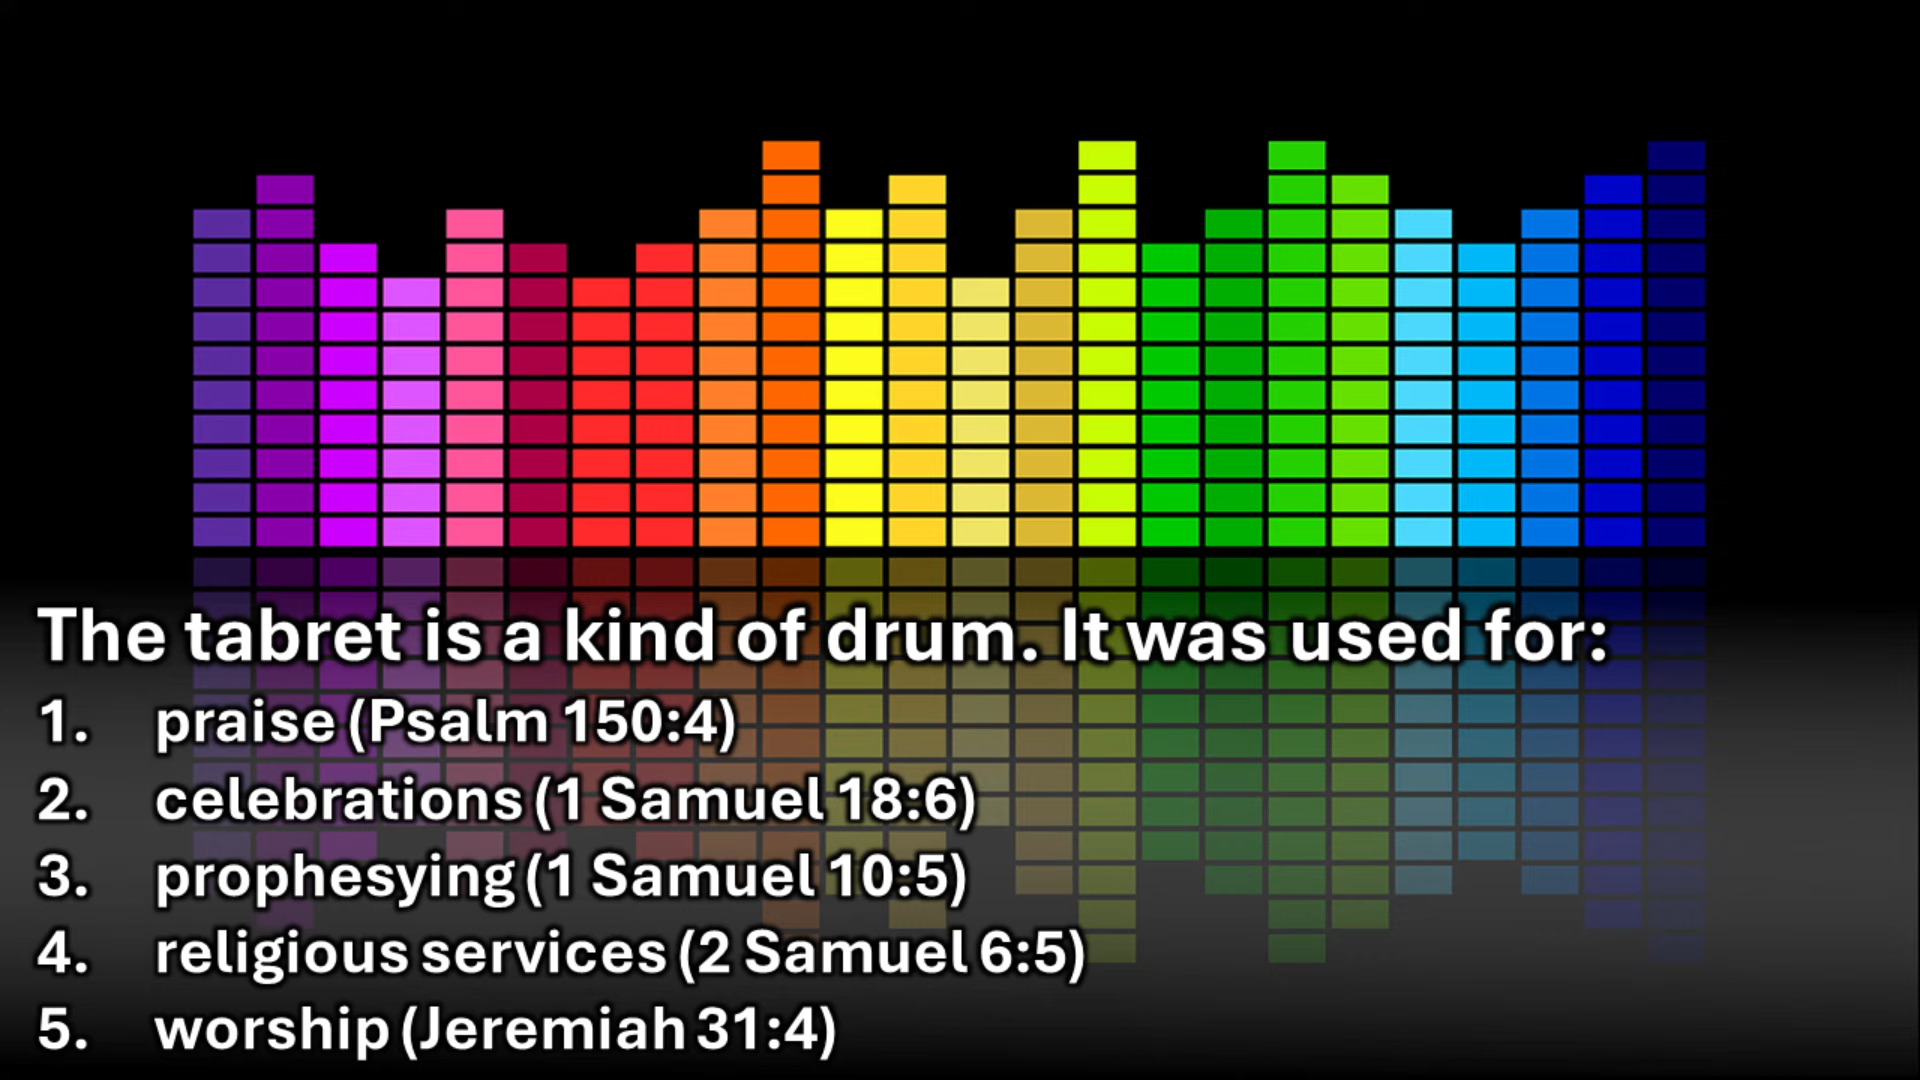 The tabret is a kind of drum. It was used for:
1. praise (Psalm 150:4)
2. celebrations (1 Samuel 18:6)
3. prophesying (1 Samuel 10:5)
4. religious services (2 Samuel 6:5)
5. worship (Jeremiah 31:4)